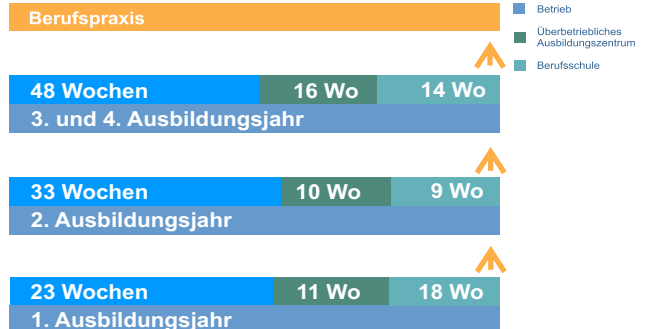 Berufspraxis
Betrieb
Überbetriebliches
Ausbildungszentrum
Berufsschule
48 Wochen 16 Wo 14 Wo
3. und 4. Ausbildungsjahr
33 Wochen 10 Wo 9 Wo
2. Ausbildungsjahr
23 Wochen 11 Wo 18 Wo
1. Ausbildungsjahr